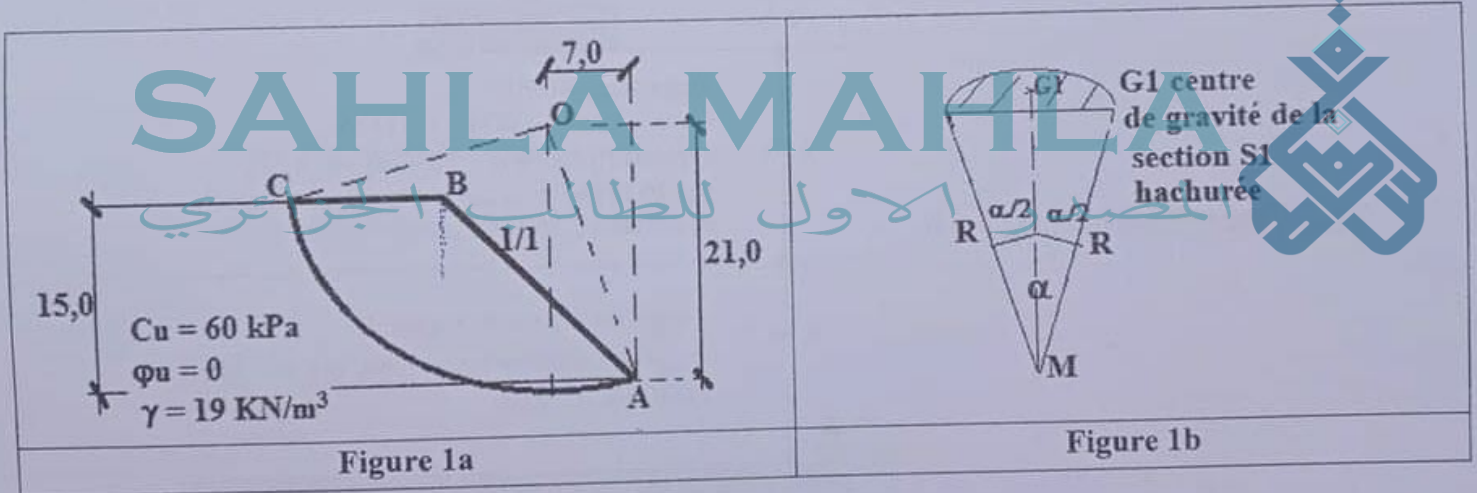 SAHLA MAHLA
المصدر الاول للطالب الجزائري
7,0
O
C
B
1/1
21,0
15,0
Cu = 60 kPa
φu = 0
γ = 19 KN/m³
A
Figure 1a
G1
G1 centre
de gravité de la
section S1
hachurée
α/2 α/2
R R
α
M
Figure 1b